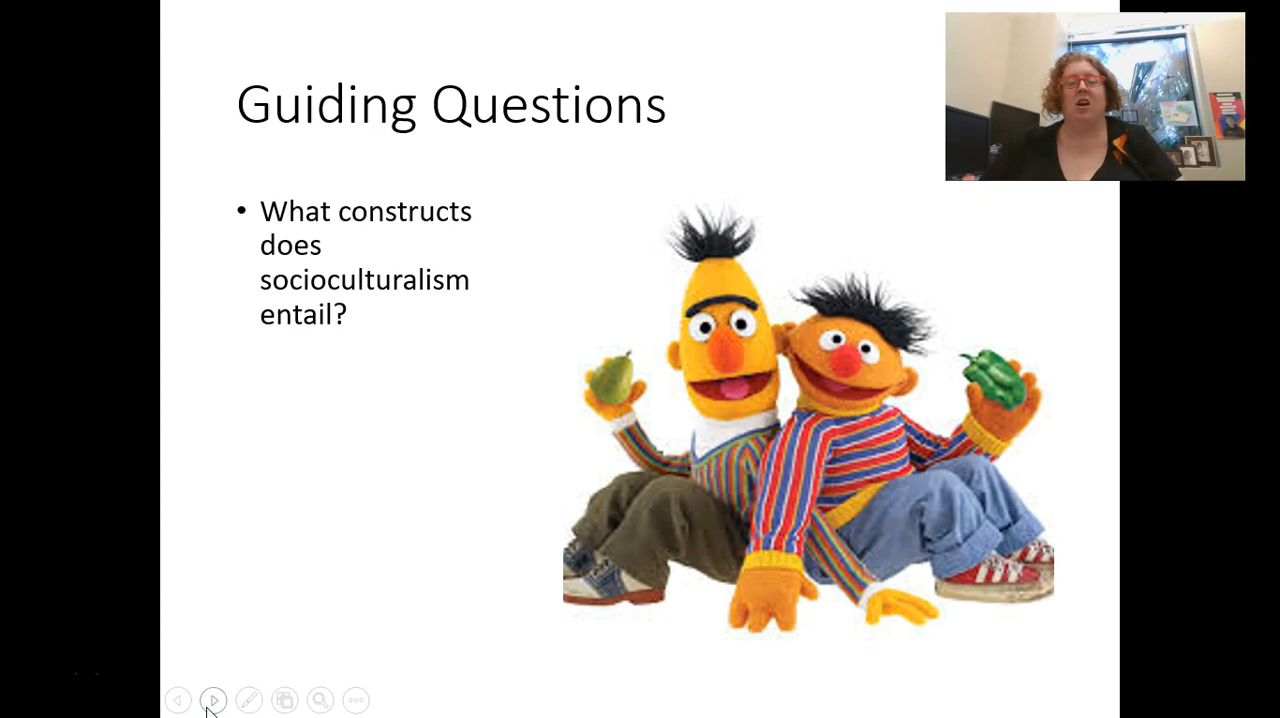 Guiding Questions
• What constructs
does
socioculturalism
entail?